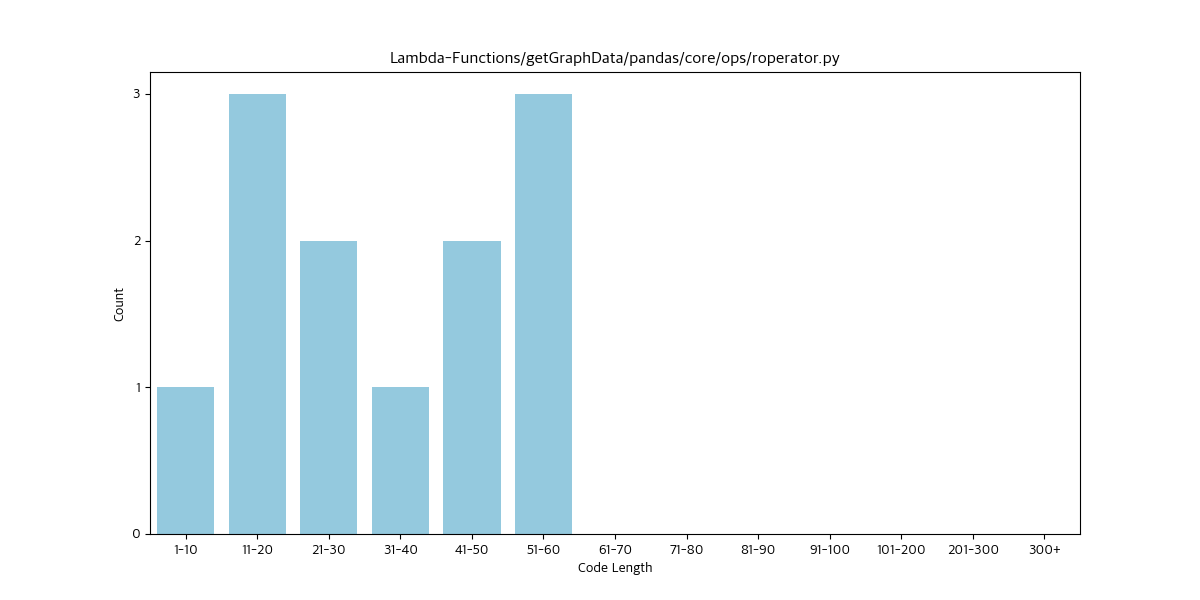 Lambda-Functions/getGraphData/pandas/core/ops/roperator.py
3
2
1
0
Count
1-10 11-20 21-30 31-40 41-50 51-60 61-70 71-80 81-90 91-100 101-200 201-300 300+
Code Length